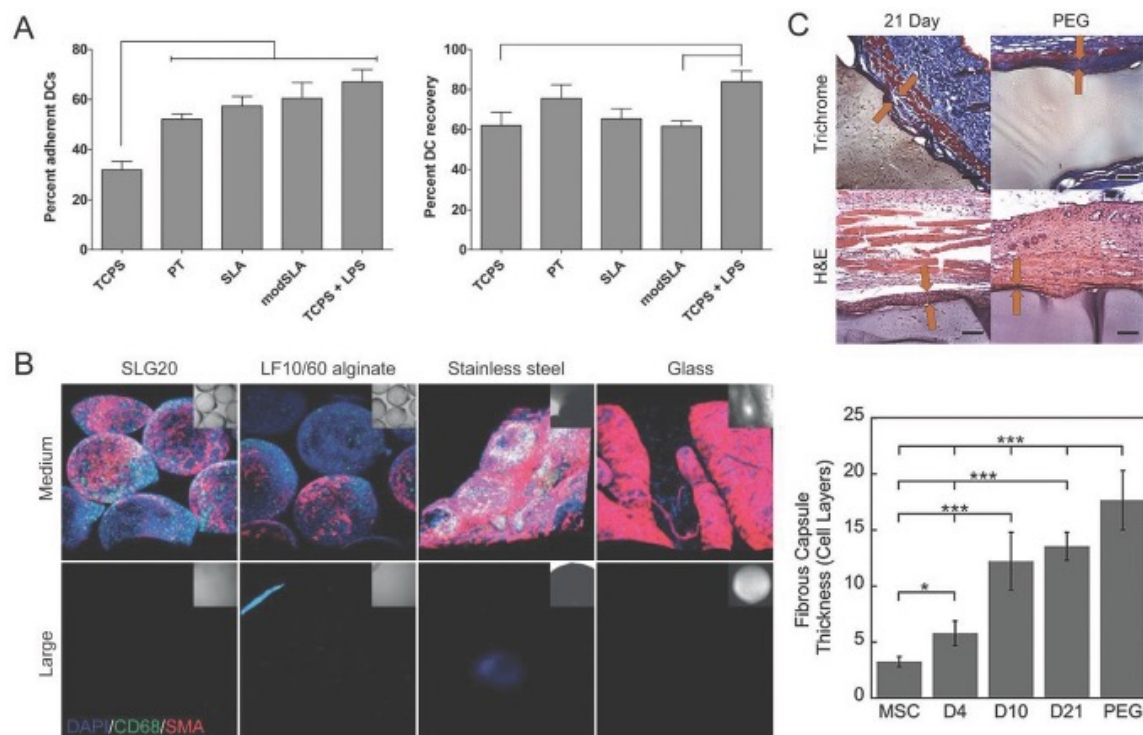 A
Percent adherent DCs
80
60
40
20
0
TCPS
PT
SLA
modSLA
TCPS + LPS
Percent DC recovery
100
80
60
40
20
0
TCPS
PT
SLA
modSLA
TCPS + LPS
B
SLG20
LF10/60 alginate
Stainless steel
Glass
Medium
Large
DAPI/CD68/SMA
C
21 Day
PEG
Trichrome
H&E
Fibrous Capsule
Thickness (Cell Layers)
25
20
15
10
5
0
***
***
***
*
MSC
D4
D10
D21
PEG